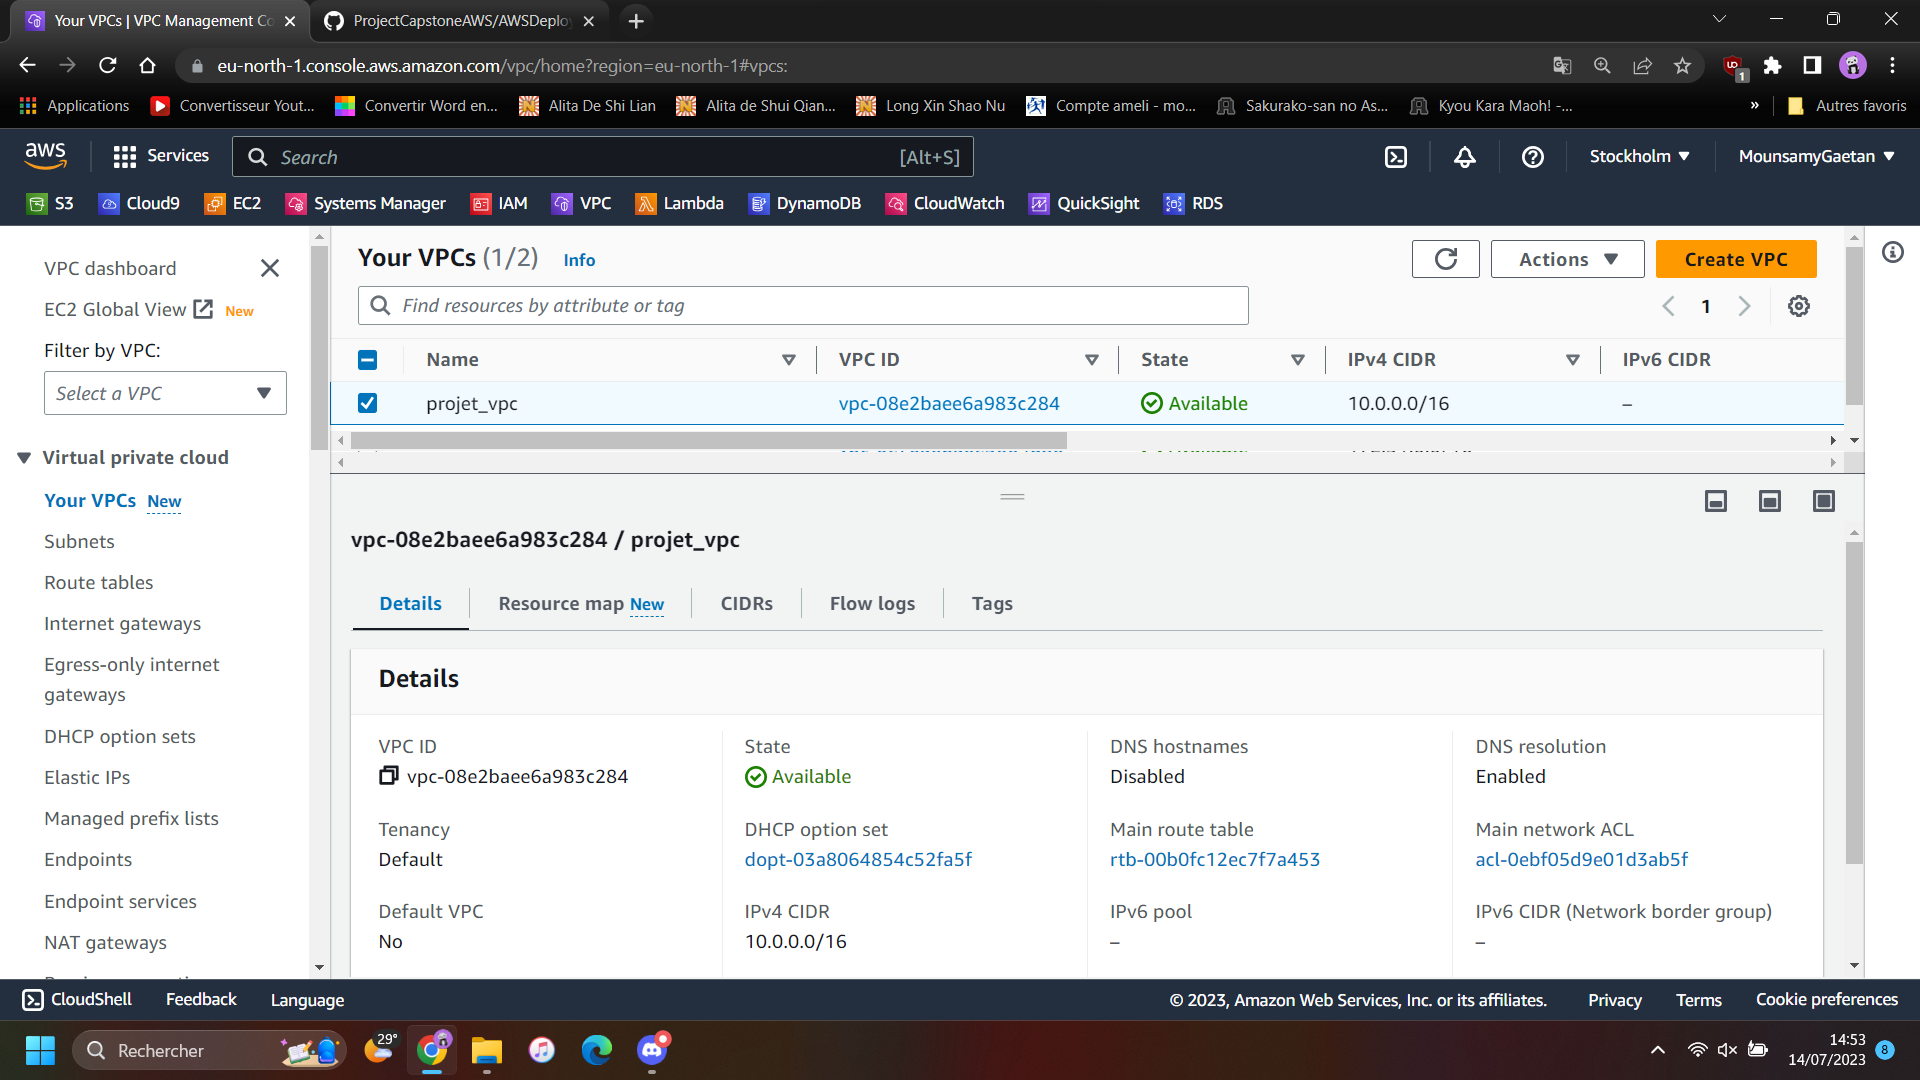 Your VPCs | VPC Management Co
ProjectCapstoneAWS/AWSDeplo
eu-north-1.console.aws.amazon.com/vpc/home?region=eu-north-1#vpcs:
1
Applications
Convertisseur Yout...
Convertir Word en...
Alita De Shi Lian
Alita de Shui Qian...
Long Xin Shao Nu
Compte ameli - mo...
Sakurako-san no As...
Kyou Kara Maoh! -...
»
Autres favoris
aws
Services
Search
[Alt+S]
Stockholm
MounsamyGaetan
S3
Cloud9
EC2
Systems Manager
IAM
VPC
Lambda
DynamoDB
CloudWatch
QuickSight
RDS
VPC dashboard
EC2 Global View New
Filter by VPC:
Select a VPC
Virtual private cloud
Your VPCs New
Subnets
Route tables
Internet gateways
Egress-only internet
gateways
DHCP option sets
Elastic IPs
Managed prefix lists
Endpoints
Endpoint services
NAT gateways
Your VPCs (1/2) Info
Actions
Create VPC
Find resources by attribute or tag
1
Name
VPC ID
State
IPv4 CIDR
IPv6 CIDR
projet_vpc
vpc-08e2baee6a983c284
Available
10.0.0.0/16
–
vpc-08e2baee6a983c284 / projet_vpc
Details
Resource map New
CIDRs
Flow logs
Tags
Details
VPC ID
vpc-08e2baee6a983c284
State
Available
DNS hostnames
Disabled
DNS resolution
Enabled
Tenancy
Default
DHCP option set
dopt-03a8064854c52fa5f
Main route table
rtb-00b0fc12ec7f7a453
Main network ACL
acl-0ebf05d9e01d3ab5f
Default VPC
No
IPv4 CIDR
10.0.0.0/16
IPv6 pool
–
IPv6 CIDR (Network border group)
–
CloudShell
Feedback
Language
© 2023, Amazon Web Services, Inc. or its affiliates.
Privacy
Terms
Cookie preferences
Rechercher
29°
14:53
14/07/2023
8